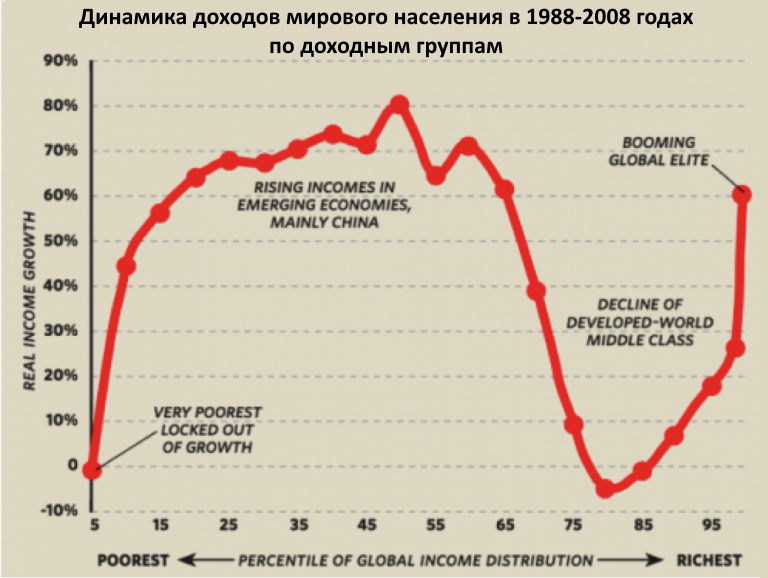 Динамика доходов мирового населения в 1988-2008 годах
по доходным группам
90%
80%
70%
60%
50%
40%
30%
20%
10%
0
-10%
REAL INCOME GROWTH
BOOMING
GLOBAL ELITE
RISING INCOMES IN
EMERGING ECONOMIES,
MAINLY CHINA
DECLINE OF
DEVELOPED-WORLD
MIDDLE CLASS
VERY POOREST
LOCKED OUT
OF GROWTH
5 15 25 35 45 55 65 75 85 95
POOREST PERCENTILE OF GLOBAL INCOME DISTRIBUTION RICHEST